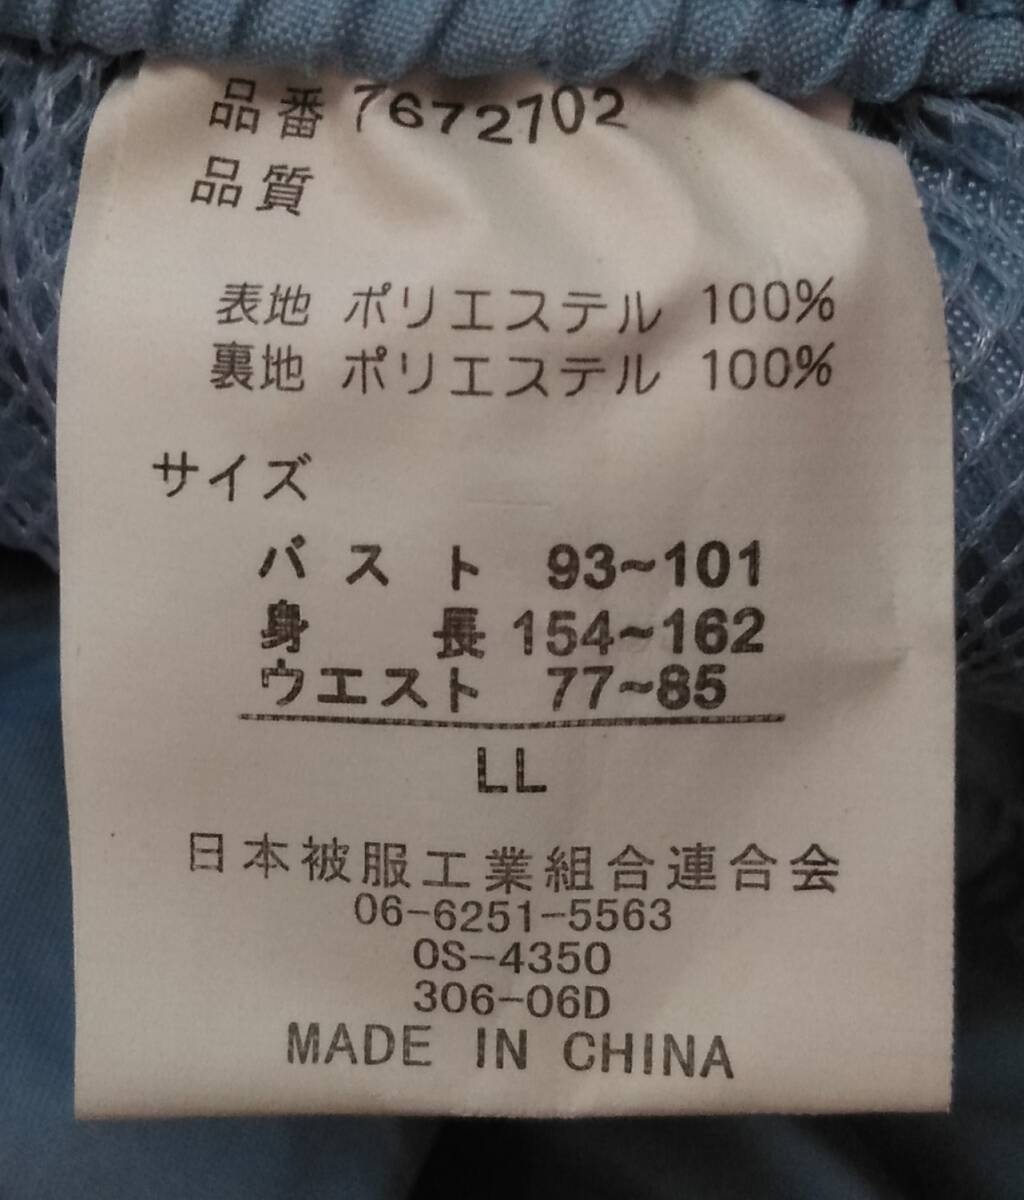 品番 7672702
品質
表地 ポリエステル 100%
裏地 ポリエステル 100%
サイズ
バスト 93~101
身長 154~162
ウエスト 77~85
LL
日本被服工業組合連合会
06-6251-5563
OS-4350
306-06D
MADE IN CHINA